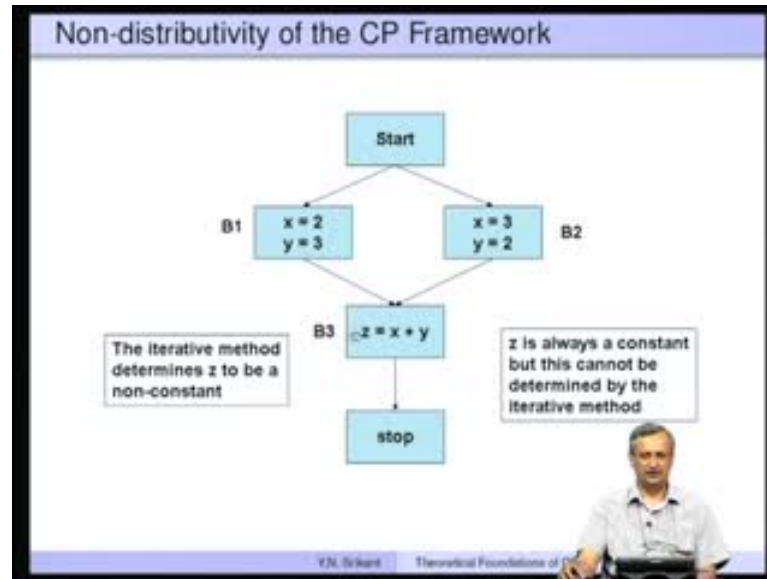 Non-distributivity of the CP Framework
Start
B1
x = 2
y = 3
x = 3
y = 2
B2
B3
z = x + y
The iterative method
determines z to be a
non-constant
z is always a constant
but this cannot be
determined by the
iterative method
stop
Y.N. Srikant
Theoretical Foundations of